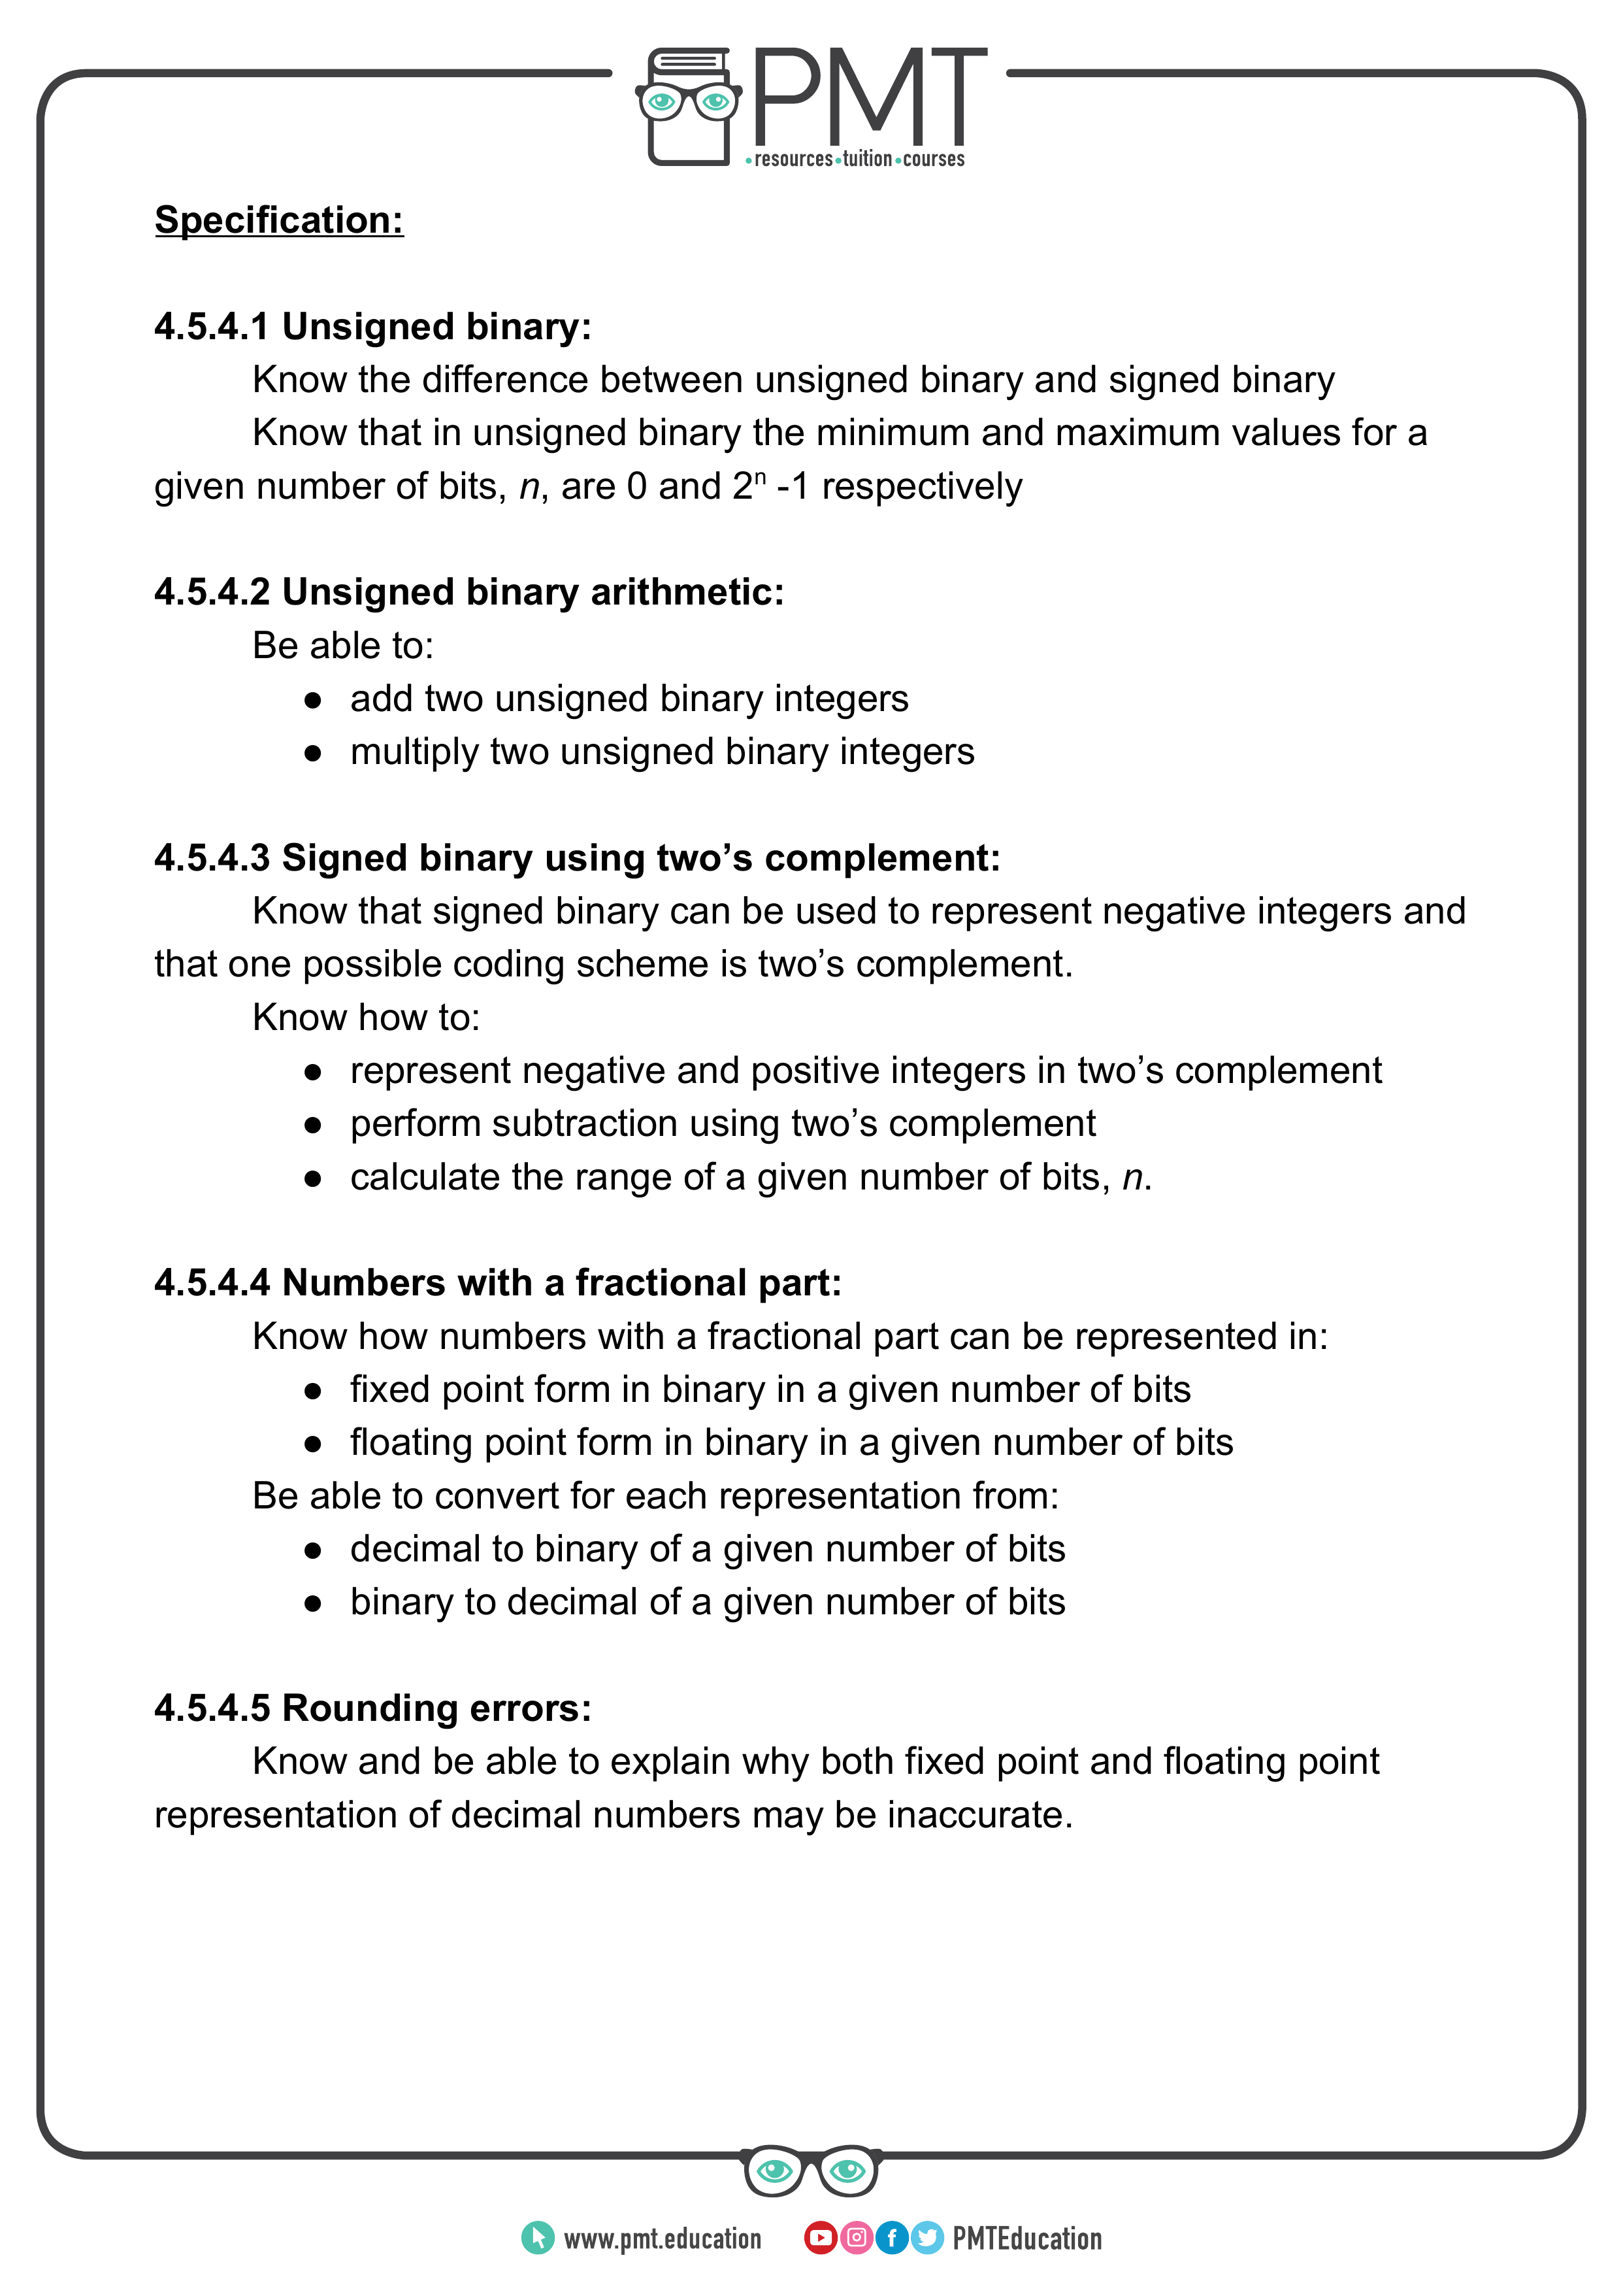 PMT
•resources•tuition•courses
Specification:
4.5.4.1 Unsigned binary:
Know the difference between unsigned binary and signed binary
Know that in unsigned binary the minimum and maximum values for a
given number of bits, n, are 0 and 2ⁿ -1 respectively
4.5.4.2 Unsigned binary arithmetic:
Be able to:
● add two unsigned binary integers
● multiply two unsigned binary integers
4.5.4.3 Signed binary using two’s complement:
Know that signed binary can be used to represent negative integers and
that one possible coding scheme is two’s complement.
Know how to:
● represent negative and positive integers in two’s complement
● perform subtraction using two’s complement
● calculate the range of a given number of bits, n.
4.5.4.4 Numbers with a fractional part:
Know how numbers with a fractional part can be represented in:
● fixed point form in binary in a given number of bits
● floating point form in binary in a given number of bits
Be able to convert for each representation from:
● decimal to binary of a given number of bits
● binary to decimal of a given number of bits
4.5.4.5 Rounding errors:
Know and be able to explain why both fixed point and floating point
representation of decimal numbers may be inaccurate.
www.pmt.education PMTEducation